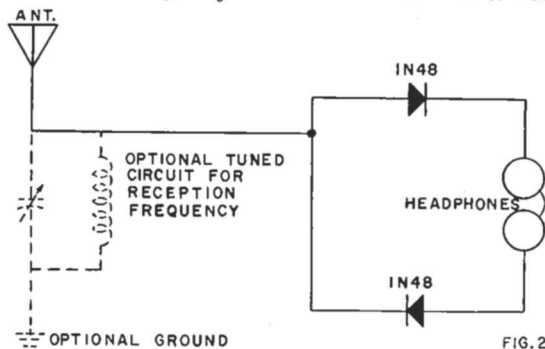 ANT.
1N48
OPTIONAL TUNED
CIRCUIT FOR
RECEPTION
FREQUENCY
HEADPHONES
1N48
OPTIONAL GROUND
FIG.2